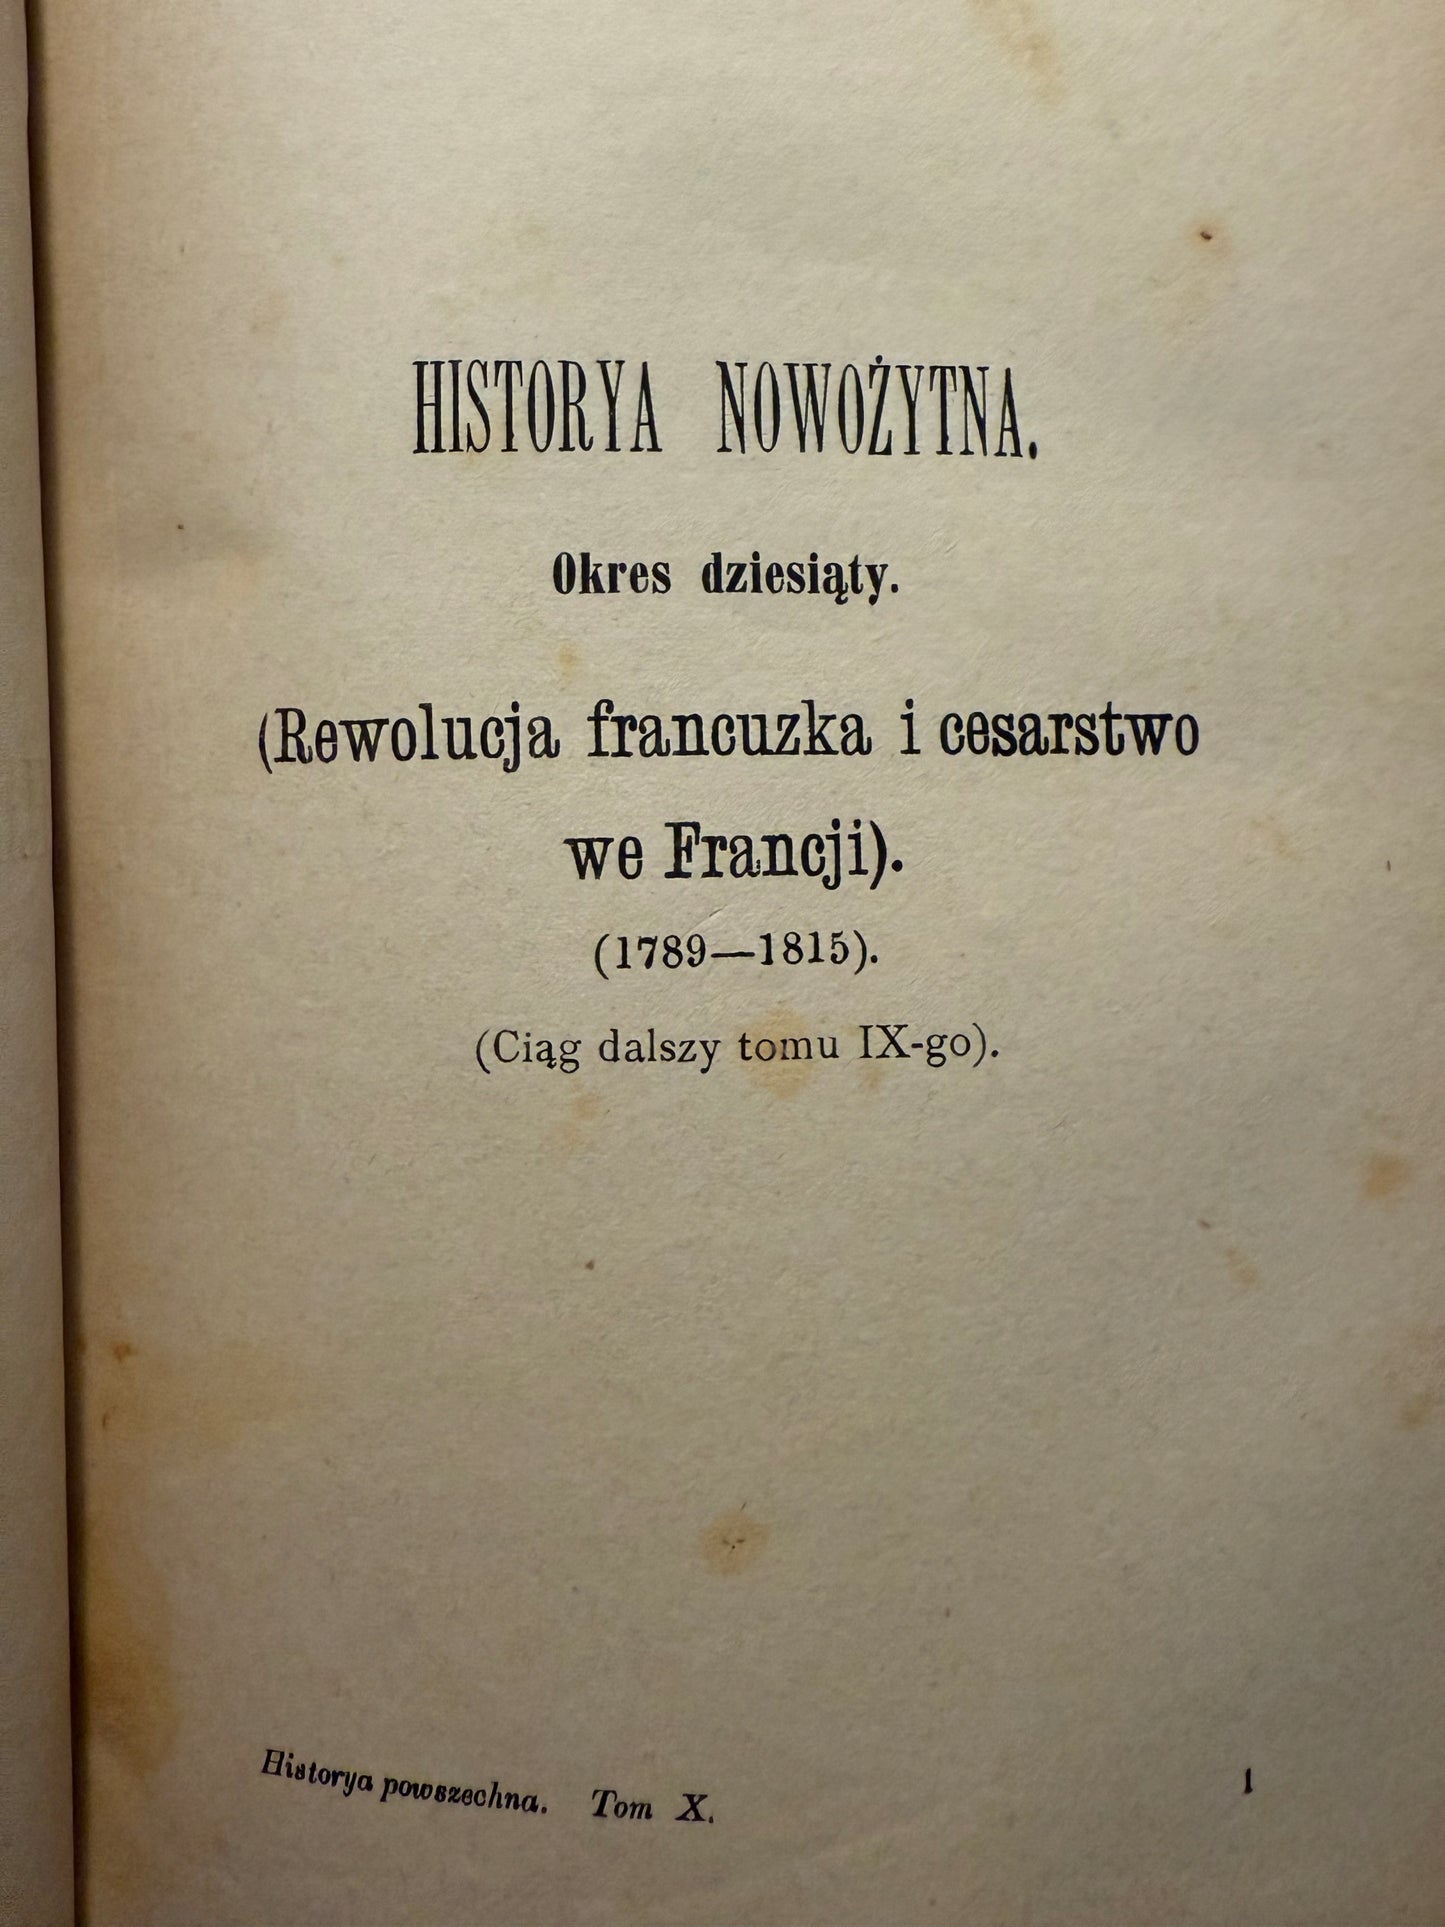 HISTORYA NOWOŻYTNA.
Okres dziesiąty.
(Rewolucja francuzka i cesarstwo
we Francji).
(1789—1815).
(Ciąg dalszy tomu IX-go).
Historya powszechna. Tom X. 1